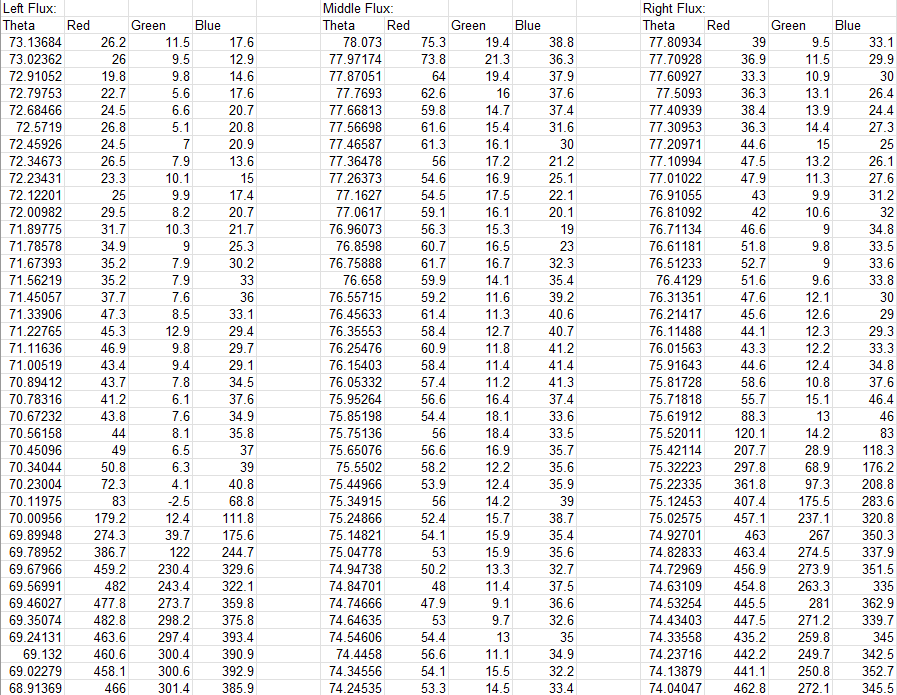 Left Flux: Middle Flux: Right Flux:
Theta Red Green Blue Theta Red Green Blue Theta Red Green Blue
73.13684 26.2 11.5 17.6 78.073 75.3 19.4 38.8 77.80934 39 9.5 33.1
73.02362 26 9.5 12.9 77.97174 73.8 21.3 36.3 77.70928 36.9 11.5 29.9
72.91052 19.8 9.8 14.6 77.87051 64 19.4 37.9 77.60927 33.3 10.9 30
72.79753 22.7 5.6 17.6 77.7693 62.6 16 37.6 77.5093 36.3 13.1 26.4
72.68466 24.5 6.6 20.7 77.66813 59.8 14.7 37.4 77.40939 38.4 13.9 24.4
72.5719 26.8 5.1 20.8 77.56698 61.6 15.4 31.6 77.30953 36.3 14.4 27.3
72.45926 24.5 7 20.9 77.46587 61.3 16.1 30 77.20971 44.6 15 25
72.34673 26.5 7.9 13.6 77.36478 56 17.2 21.2 77.10994 47.5 13.2 26.1
72.23431 23.3 10.1 15 77.26373 54.6 16.9 25.1 77.01022 47.9 11.3 27.6
72.12201 25 9.9 17.4 77.1627 54.5 17.5 22.1 76.91055 43 9.9 31.2
72.00982 29.5 8.2 20.7 77.0617 59.1 16.1 20.1 76.81092 42 10.6 32
71.89775 31.7 10.3 21.7 76.96073 56.3 15.3 19 76.71134 46.6 9 34.8
71.78578 34.9 9 25.3 76.8598 60.7 16.5 23 76.61181 51.8 9.8 33.5
71.67393 35.2 7.9 30.2 76.75888 61.7 16.7 32.3 76.51233 52.7 9 33.6
71.56219 35.2 7.9 33 76.658 59.9 14.1 35.4 76.4129 51.6 9.6 33.8
71.45057 37.7 7.6 36 76.55715 59.2 11.6 39.2 76.31351 47.6 12.1 30
71.33906 47.3 8.5 33.1 76.45633 61.4 11.3 40.6 76.21417 45.6 12.6 29
71.22765 45.3 12.9 29.4 76.35553 58.4 12.7 40.7 76.11488 44.1 12.3 29.3
71.11636 46.9 9.8 29.7 76.25476 60.9 11.8 41.2 76.01563 43.3 12.2 33.3
71.00519 43.4 9.4 29.1 76.15403 58.4 11.4 41.4 75.91643 44.6 12.4 34.8
70.89412 43.7 7.8 34.5 76.05332 57.4 11.2 41.3 75.81728 58.6 10.8 37.6
70.78316 41.2 6.1 37.6 75.95264 56.6 16.4 37.4 75.71818 55.7 15.1 46.4
70.67232 43.8 7.6 34.9 75.85198 54.4 18.1 33.6 75.61912 88.3 13 46
70.56158 44 8.1 35.8 75.75136 56 18.4 33.5 75.52011 120.1 14.2 83
70.45096 49 6.5 37 75.65076 56.6 16.9 35.7 75.42114 207.7 28.9 118.3
70.34044 50.8 6.3 39 75.5502 58.2 12.2 35.6 75.32223 297.8 68.9 176.2
70.23004 72.3 4.1 40.8 75.44966 53.9 12.4 35.9 75.22335 361.8 97.3 208.8
70.11975 83 -2.5 68.8 75.34915 56 14.2 39 75.12453 407.4 175.5 283.6
70.00956 179.2 12.4 111.8 75.24866 52.4 15.7 38.7 75.02575 457.1 237.1 320.8
69.89948 274.3 39.7 175.6 75.14821 54.1 15.9 35.4 74.92701 463 267 350.3
69.78952 386.7 122 244.7 75.04778 53 15.9 35.6 74.82833 463.4 274.5 337.9
69.67966 459.2 230.4 329.6 74.94738 50.2 13.3 32.7 74.72969 456.9 273.9 351.5
69.56991 482 243.4 322.1 74.84701 48 11.4 37.5 74.63109 454.8 263.3 335
69.46027 477.8 273.7 359.8 74.74666 47.9 9.1 36.6 74.53254 445.5 281 362.9
69.35074 482.8 298.2 375.8 74.64635 53 9.7 32.6 74.43403 447.5 271.2 339.7
69.24131 463.6 297.4 393.4 74.54606 54.4 13 35 74.33558 435.2 259.8 345
69.132 460.6 300.4 390.9 74.4458 56.6 11.1 34.9 74.23716 442.2 249.7 342.5
69.02279 458.1 300.6 392.9 74.34556 54.1 15.5 32.2 74.13879 441.1 250.8 352.7
68.91369 466 301.4 385.9 74.24535 53.3 14.5 33.4 74.04047 462.8 272.1 345.5